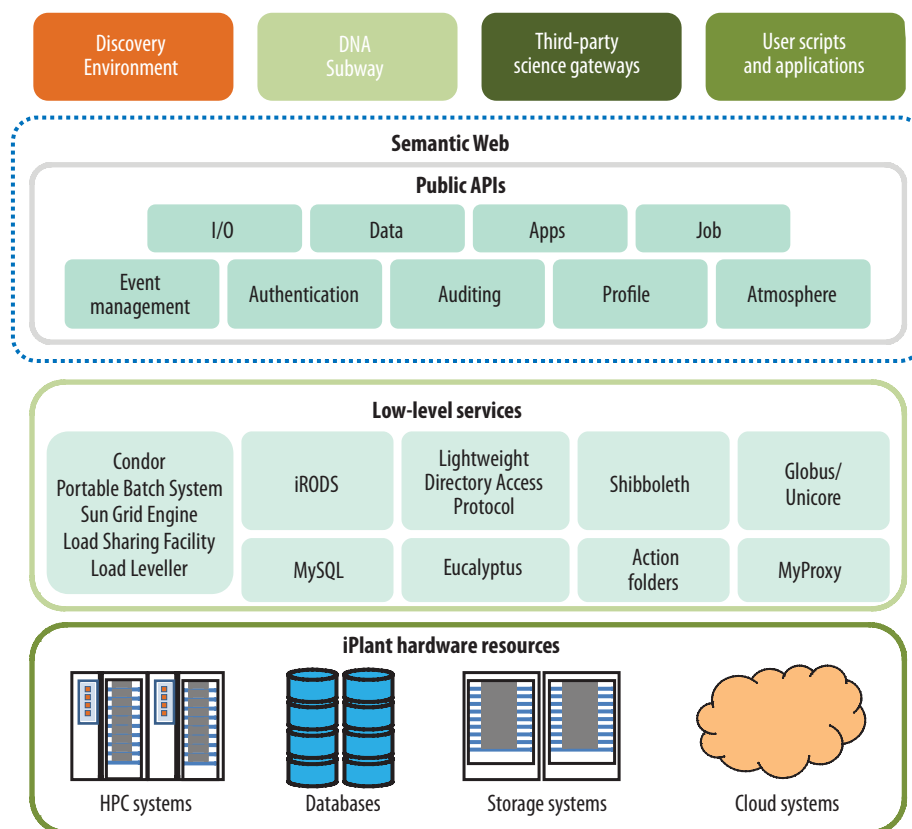 Discovery
Environment
DNA
Subway
Third-party
science gateways
User scripts
and applications
Semantic Web
Public APIs
I/O
Data
Apps
Job
Event
management
Authentication
Auditing
Profile
Atmosphere
Low-level services
Condor
Portable Batch System
Sun Grid Engine
Load Sharing Facility
Load Leveller
iRODS
Lightweight
Directory Access
Protocol
Shibboleth
Globus/
Unicore
MySQL
Eucalyptus
Action
folders
MyProxy
iPlant hardware resources
HPC systems
Databases
Storage systems
Cloud systems